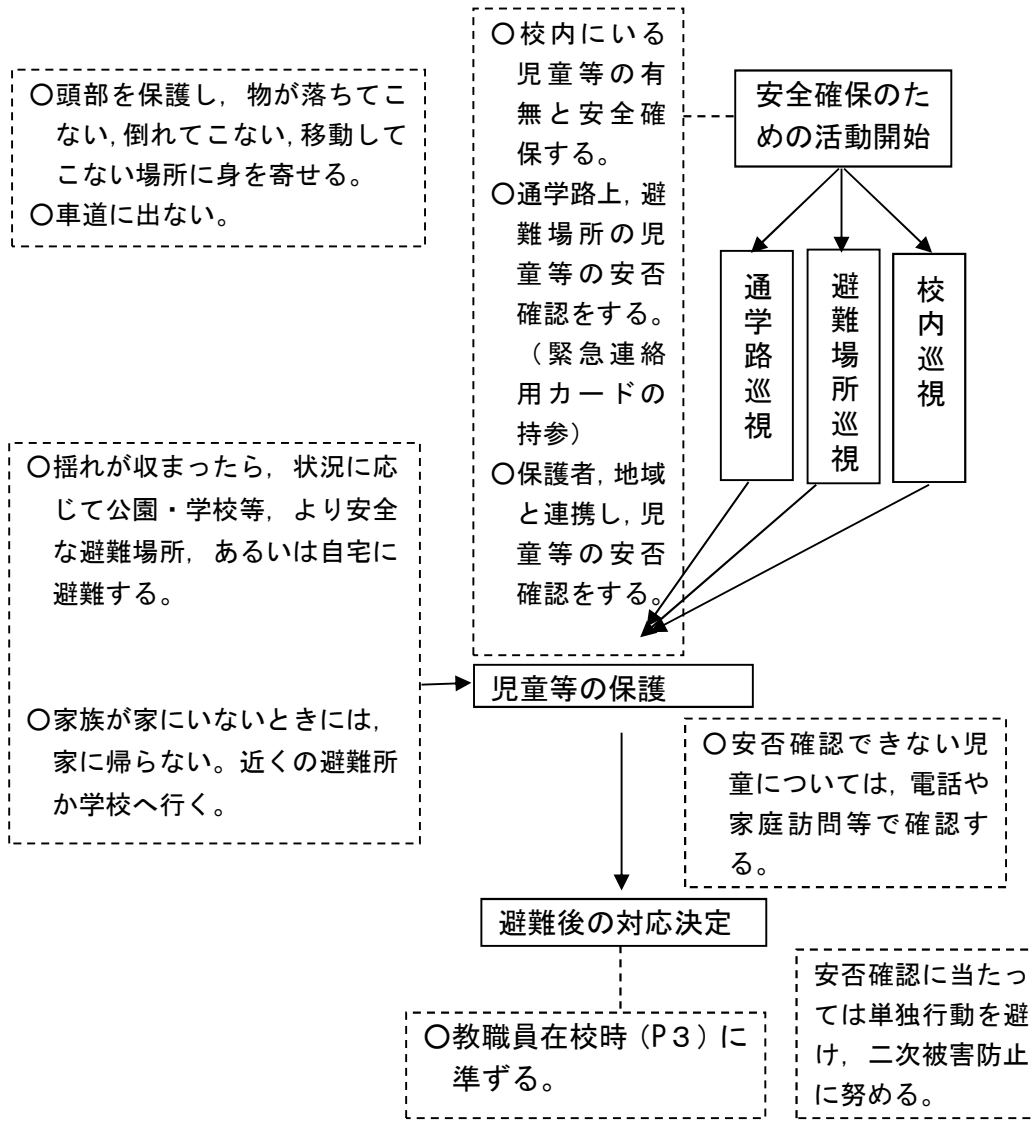 〇頭部を保護し，物が落ちてこ
ない，倒れてこない，移動して
こない場所に身を寄せる。
〇車道に出ない。
〇校内にいる
児童等の有
無と安全確
保する。
〇通学路上，避
難場所の児
童等の安否
確認をする。
（緊急連絡
用カードの
持参）
〇保護者，地域
と連携し，児
童等の安否
確認をする。
安全確保のた
めの活動開始
通学路巡視
避難場所巡視
校内巡視
〇揺れが収まったら，状況に応
じて公園・学校等，より安全
な避難場所，あるいは自宅に
避難する。
〇家族が家にいないときには，
家に帰らない。近くの避難所
か学校へ行く。
児童等の保護
〇安否確認できない児
童については，電話や
家庭訪問等で確認す
る。
避難後の対応決定
〇教職員在校時（P３）に
準ずる。
安否確認に当たっ
ては単独行動を避
け，二次被害防止
に努める。